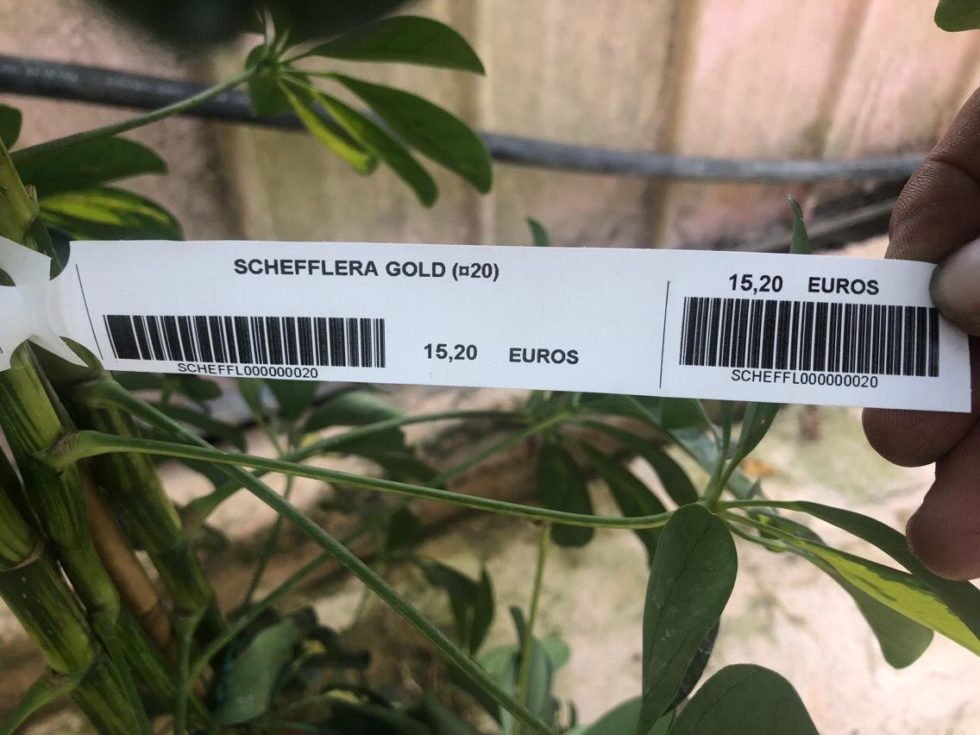 SCHEFFLERA GOLD (¤20)
SCHEFFL000000020
15,20 EUROS
15,20 EUROS
SCHEFFL000000020